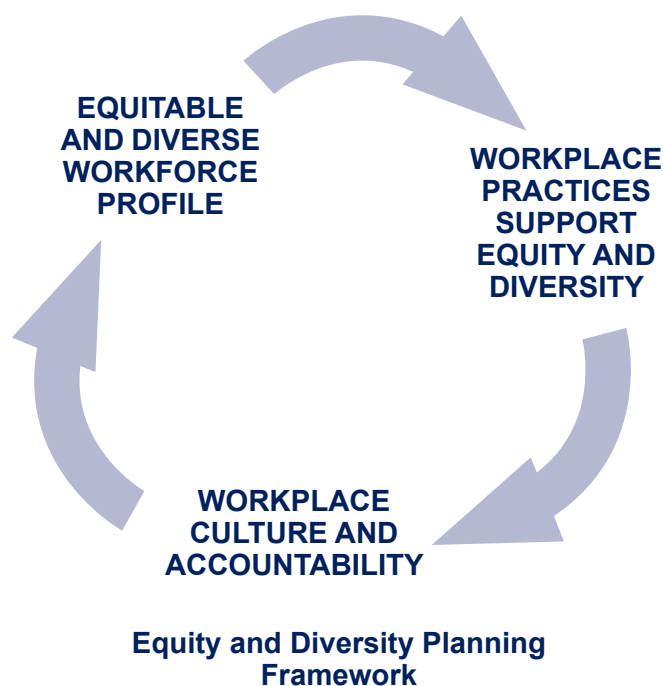 EQUITABLE
AND DIVERSE
WORKFORCE
PROFILE
WORKPLACE
PRACTICES
SUPPORT
EQUITY AND
DIVERSITY
WORKPLACE
CULTURE AND
ACCOUNTABILITY
Equity and Diversity Planning
Framework